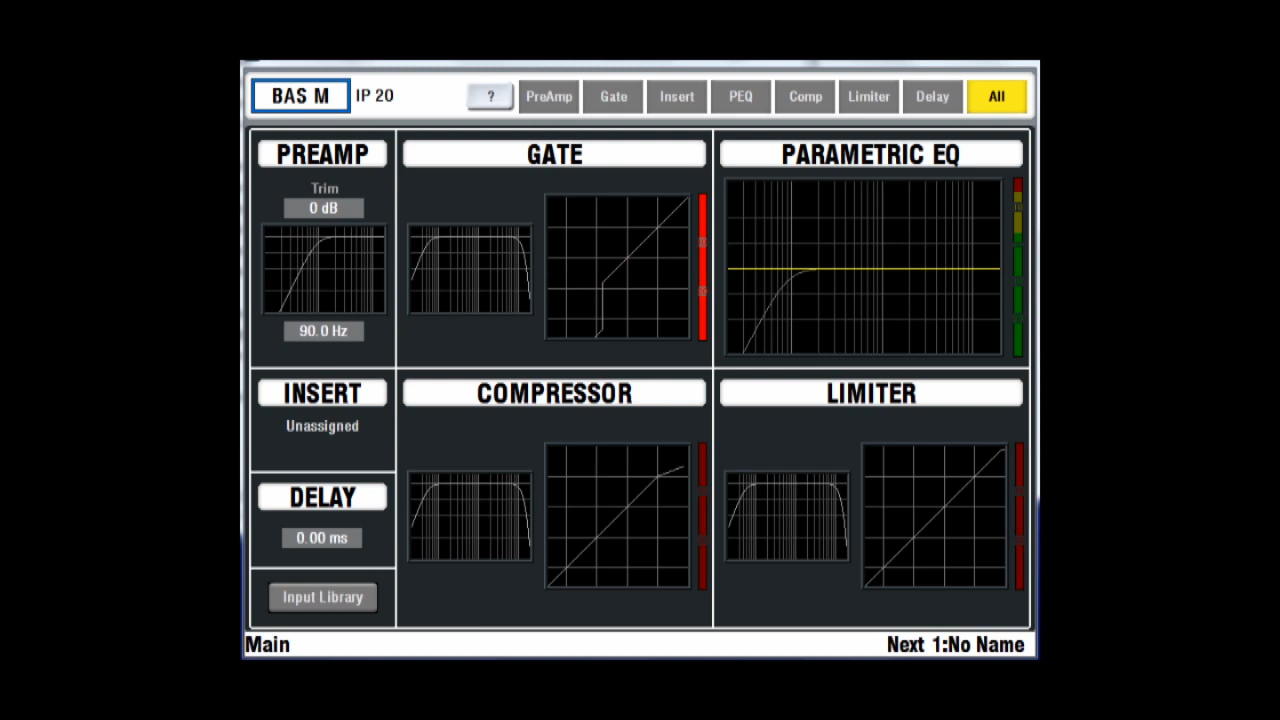 BAS M
IP 20
?
PreAmp
Gate
Insert
PEQ
Comp
Limiter
Delay
All
PREAMP
Trim
0 dB
90.0 Hz
GATE
PARAMETRIC EQ
INSERT
Unassigned
DELAY
0.00 ms
Input Library
COMPRESSOR
LIMITER
Main
Next 1:No Name